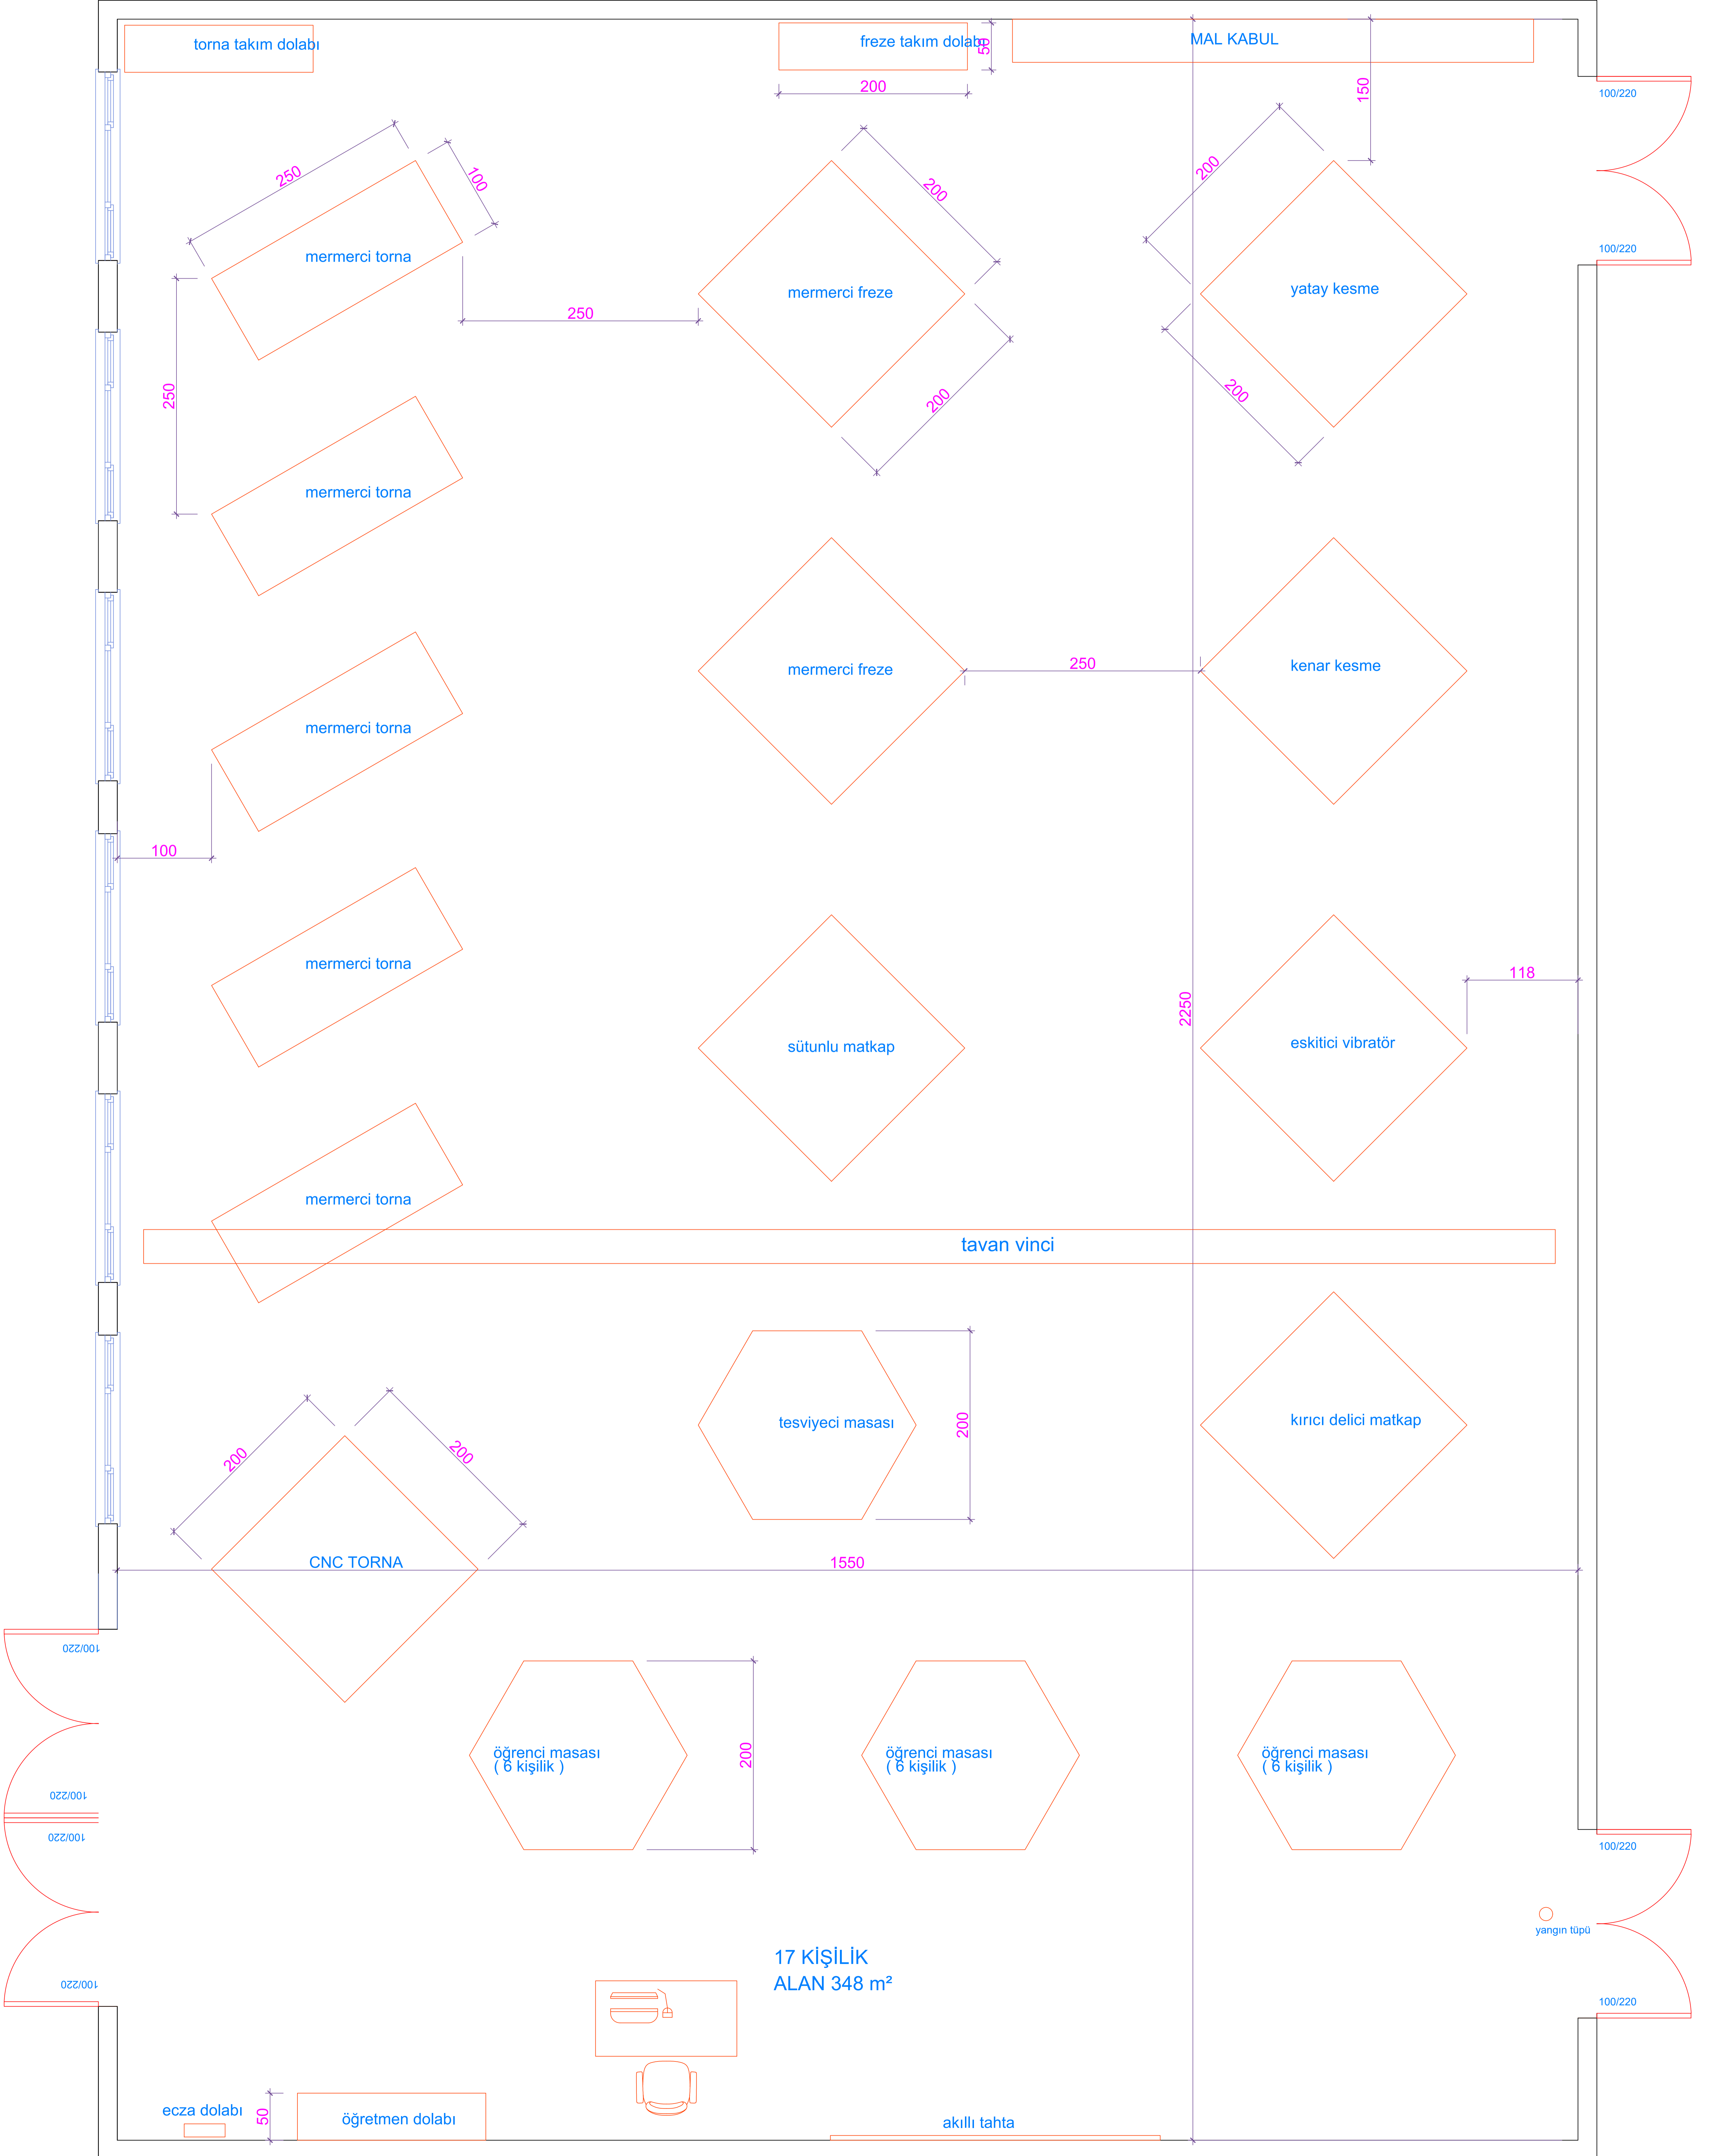 torna takım dolabı
freze takım dolabı
50
MAL KABUL
200
150
100/220
250
100
200
200
mermerci torna
mermerci freze
yatay kesme
100/220
250
250
200
200
mermerci torna
mermerci freze
250
kenar kesme
mermerci torna
100
mermerci torna
118
2250
sütunlu matkap
eskitici vibratör
mermerci torna
tavan vinci
200
200
tesviyeci masası
200
kırıcı delici matkap
CNC TORNA
1550
100/220
öğrenci masası
( 6 kişilik )
200
öğrenci masası
( 6 kişilik )
öğrenci masası
( 6 kişilik )
100/220
100/220
100/220
yangın tüpü
17 KİŞİLİK
ALAN 348 m²
100/220
100/220
ecza dolabı
50
öğretmen dolabı
akıllı tahta